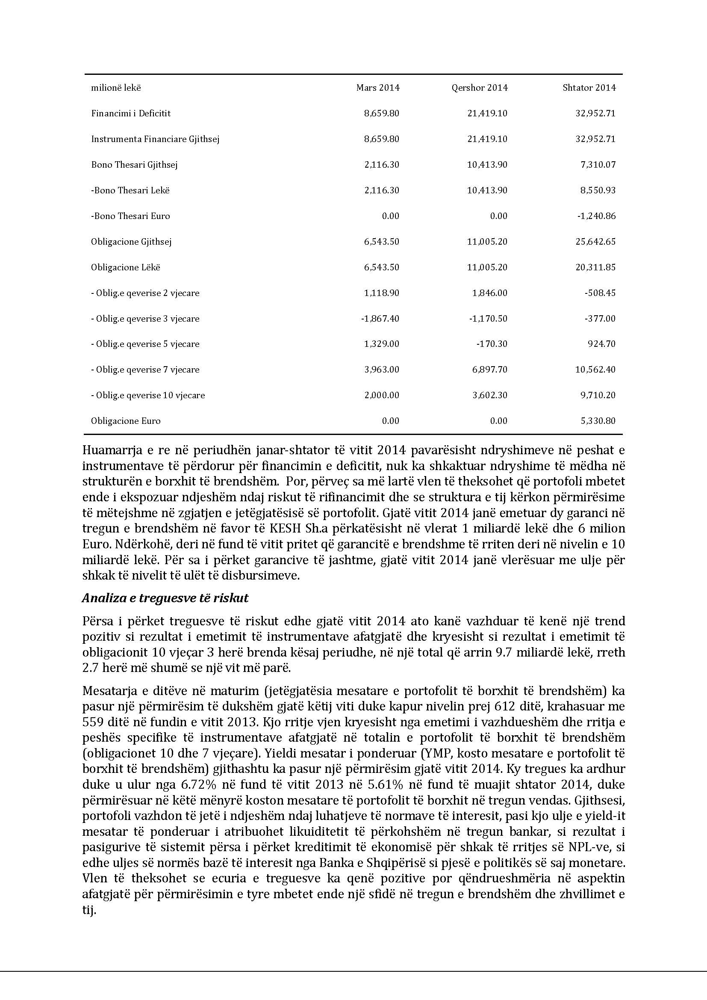 milionë lekë Mars 2014 Qershor 2014 Shtator 2014
Financimi i Deficitit 8,659.80 21,419.10 32,952.71
Instrumenta Financiare Gjithsej 8,659.80 21,419.10 32,952.71
Bono Thesari Gjithsej 2,116.30 10,413.90 7,310.07
-Bono Thesari Lekë 2,116.30 10,413.90 8,550.93
-Bono Thesari Euro 0.00 0.00 -1,240.86
Obligacione Gjithsej 6,543.50 11,005.20 25,642.65
Obligacione Lëkë 6,543.50 11,005.20 20,311.85
- Oblig.e qeverise 2 vjecare 1,118.90 1,846.00 -508.45
- Oblig.e qeverise 3 vjecare -1,867.40 -1,170.50 -377.00
- Oblig.e qeverise 5 vjecare 1,329.00 -170.30 924.70
- Oblig.e qeverise 7 vjecare 3,963.00 6,897.70 10,562.40
- Oblig.e qeverise 10 vjecare 2,000.00 3,602.30 9,710.20
Obligacione Euro 0.00 0.00 5,330.80
Huamarrja e re në periudhën janar-shtator të vitit 2014 pavarësisht ndryshimeve në peshat e
instrumentave të përdorur për financimin e deficitit, nuk ka shkaktuar ndryshime të mëdha në
strukturën e borxhit të brendshëm. Por, përveç sa më lartë vlen të theksohet që portofoli mbetet
ende i ekspozuar ndjeshëm ndaj riskut të rifinancimit dhe se struktura e tij kërkon përmirësime
të mëtejshme në zgjatjen e jetëgjatësisë së portofolit. Gjatë vitit 2014 janë emetuar dy garanci në
tregun e brendshëm në favor të KESH Sh.a përkatësisht në vlerat 1 miliardë lekë dhe 6 milion
Euro. Ndërkohë, deri në fund të vitit pritet që garancitë e brendshme të rriten deri në nivelin e 10
miliardë lekë. Për sa i përket garancive të jashtme, gjatë vitit 2014 janë vlerësuar me ulje për
shkak të nivelit të ulët të disbursimeve.
Analiza e treguesve të riskut
Përsa i përket treguesve të riskut edhe gjatë vitit 2014 ato kanë vazhduar të kenë një trend
pozitiv si rezultat i emetimit të instrumentave afatgjatë dhe kryesisht si rezultat i emetimit të
obligacionit 10 vjeçar 3 herë brenda kësaj periudhe, në një total që arrin 9.7 miliardë lekë, rreth
2.7 herë më shumë se një vit më parë.
Mesatarja e ditëve në maturim (jetëgjatësia mesatare e portofolit të borxhit të brendshëm) ka
pasur një përmirësim të dukshëm gjatë këtij viti duke kapur nivelin prej 612 ditë, krahasuar me
559 ditë në fundin e vitit 2013. Kjo rritje vjen kryesisht nga emetimi i vazhdueshëm dhe rritja e
peshës specifike të instrumentave afatgjatë në totalin e portofolit të borxhit të brendshëm
(obligacionet 10 dhe 7 vjeçare). Yieldi mesatar i ponderuar (YMP, kosto mesatare e portofolit të
borxhit të brendshëm) gjithashtu ka pasur një përmirësim gjatë vitit 2014. Ky tregues ka ardhur
duke u ulur nga 6.72% në fund të vitit 2013 në 5.61% në fund të muajit shtator 2014, duke
përmirësuar në këtë mënyrë koston mesatare të portofolit të borxhit në tregun vendas. Gjithsesi,
portofoli vazhdon të jetë i ndjeshëm ndaj luhatjeve të normave të interesit, pasi kjo ulje e yield-it
mesatar të ponderuar i atribuohet likuiditetit të përkohshëm në tregun bankar, si rezultat i
pasigurive të sistemit përsa i përket kreditimit të ekonomisë për shkak të rritjes së NPL-ve, si
edhe uljes së normës bazë të interesit nga Banka e Shqipërisë si pjesë e politikës së saj monetare.
Vlen të theksohet se ecuria e treguesve ka qenë pozitive por qëndrueshmëria në aspektin
afatgjatë për përmirësimin e tyre mbetet ende një sfidë në tregun e brendshëm dhe zhvillimet e
tij.